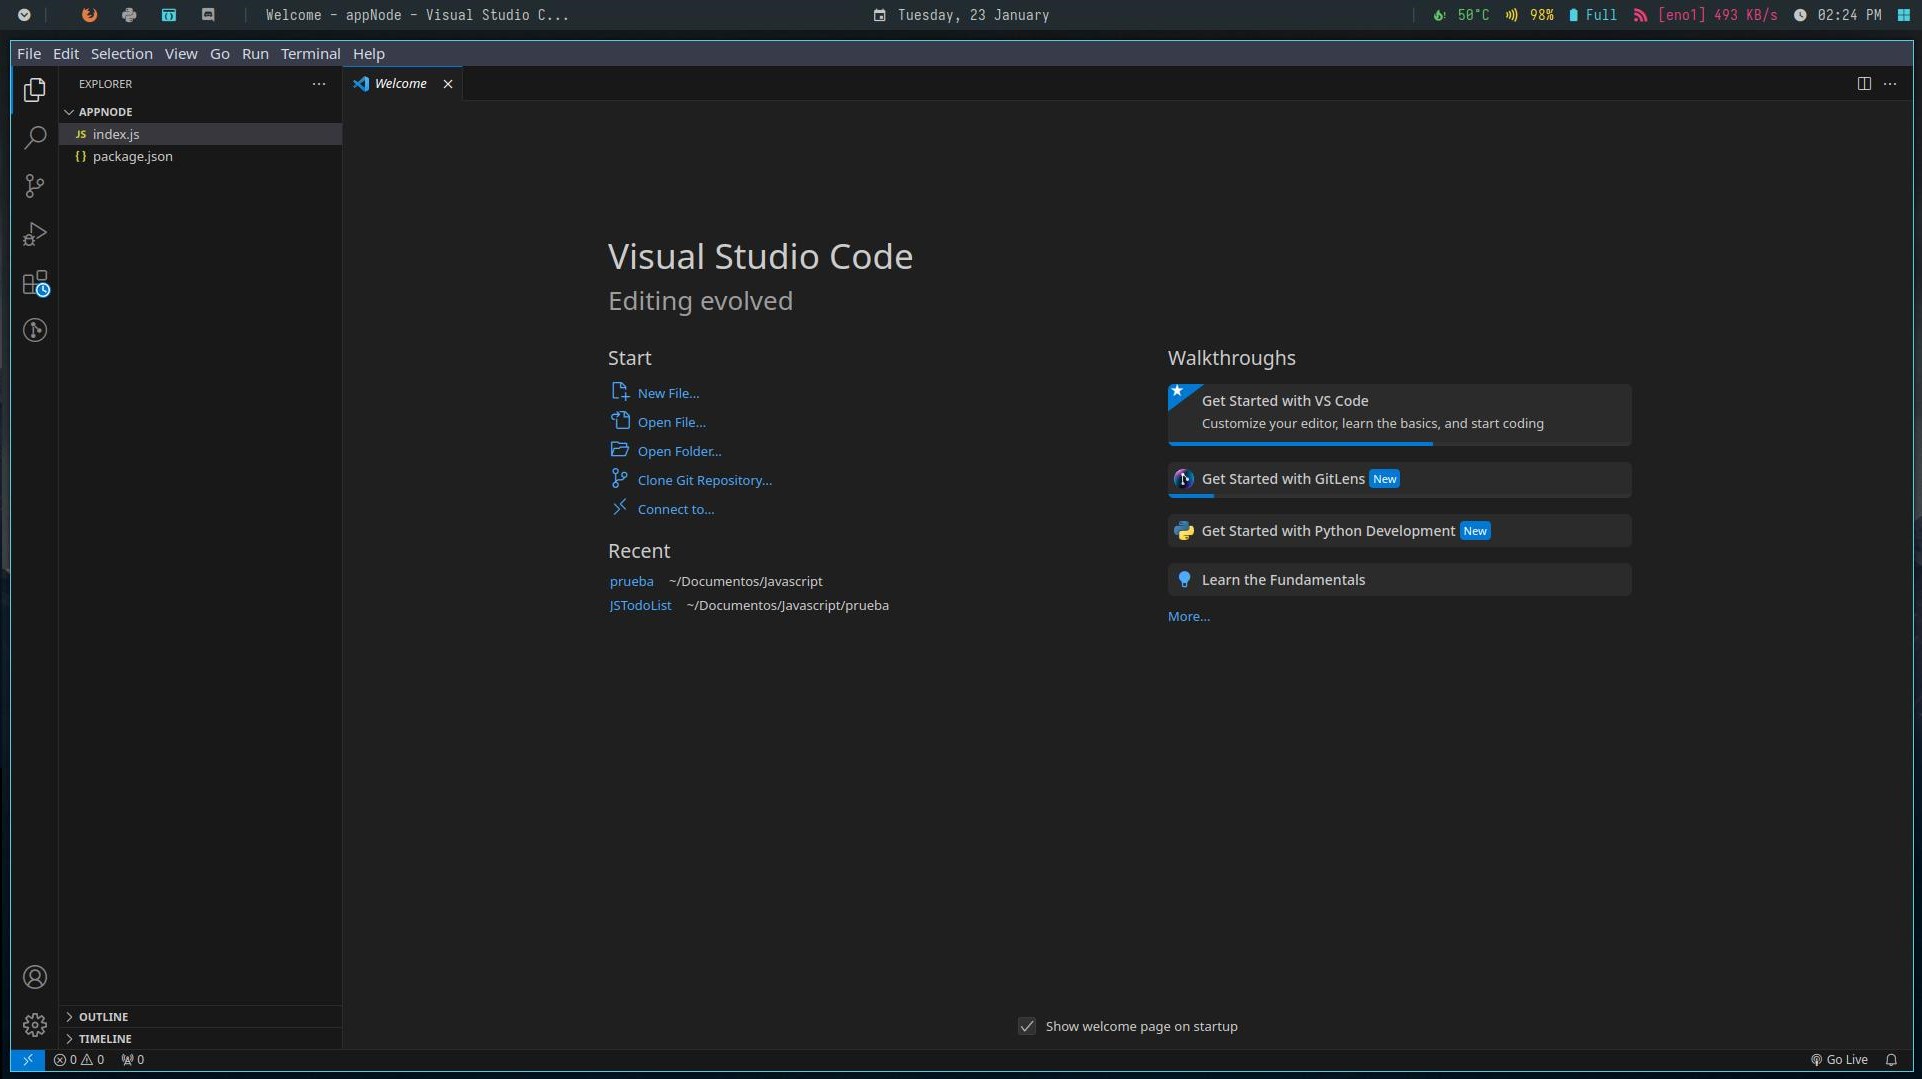 Welcome - appNode - Visual Studio C...
Tuesday, 23 January
50°C
98%
Full
[eno1] 493 KB/s
02:24 PM
File Edit Selection View Go Run Terminal Help
EXPLORER
Welcome
APPNODE
JS index.js
{} package.json
Visual Studio Code
Editing evolved
Start
New File...
Open File...
Open Folder...
Clone Git Repository...
Connect to...
Recent
prueba ~/Documentos/Javascript
JSTodoList ~/Documentos/Javascript/prueba
Walkthroughs
Get Started with VS Code
Customize your editor, learn the basics, and start coding
Get Started with GitLens New
Get Started with Python Development New
Learn the Fundamentals
More...
Show welcome page on startup
OUTLINE
TIMELINE
0 0 0
Go Live